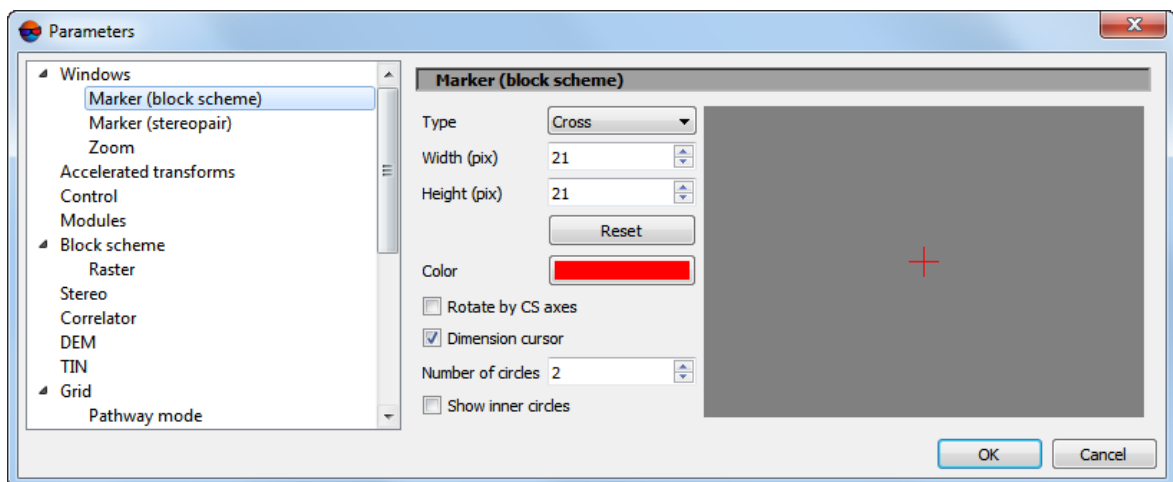 Parameters
Windows
Marker (block scheme)
Marker (stereopair)
Zoom
Accelerated transforms
Control
Modules
Block scheme
Raster
Stereo
Correlator
DEM
TIN
Grid
Pathway mode
Marker (block scheme)
Type Cross
Width (pix) 21
Height (pix) 21
Reset
Color
Rotate by CS axes
Dimension cursor
Number of circles 2
Show inner circles
OK Cancel